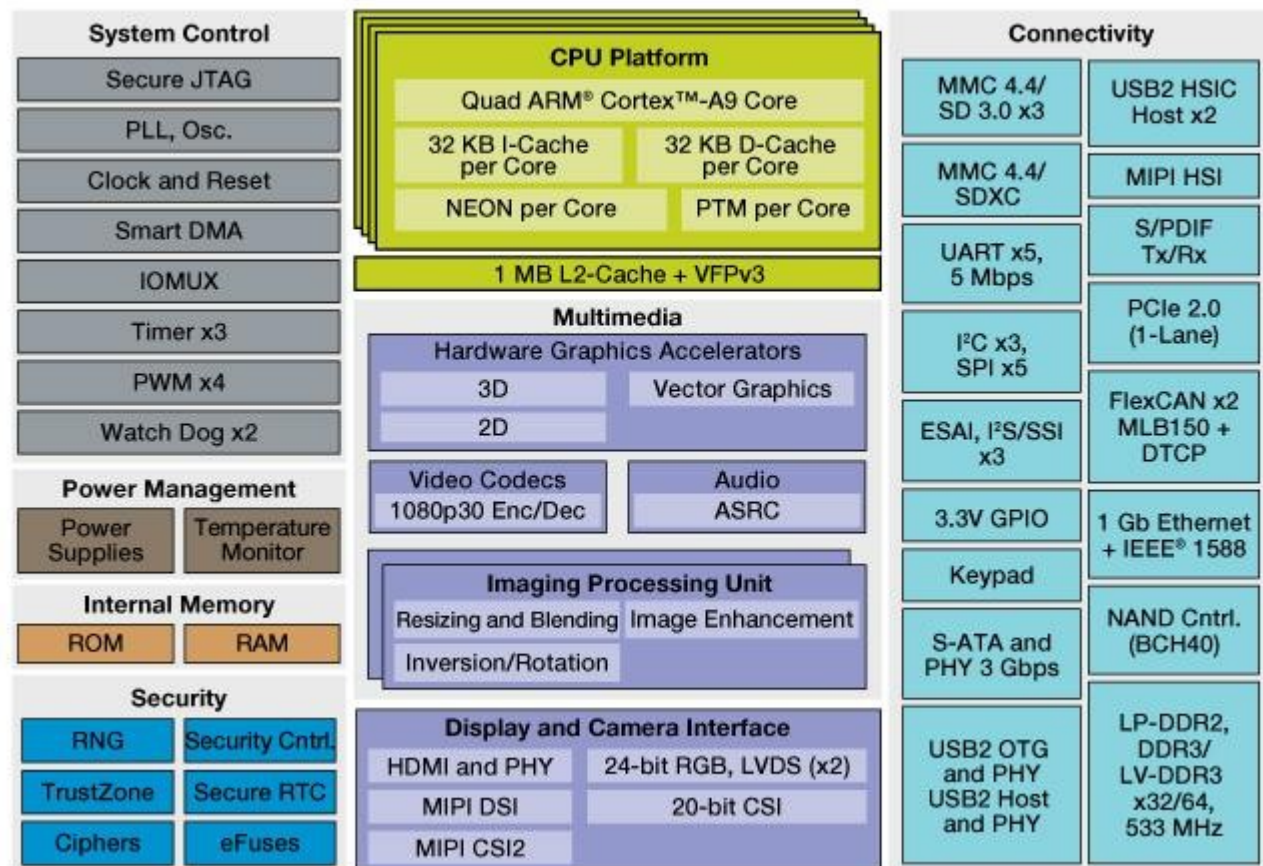 System Control
Secure JTAG
PLL, Osc.
Clock and Reset
Smart DMA
IOMUX
Timer x3
PWM x4
Watch Dog x2
Power Management
Power
Supplies
Temperature
Monitor
Internal Memory
ROM
RAM
Security
RNG
Security Cntrl.
TrustZone
Secure RTC
Ciphers
eFuses
CPU Platform
Quad ARM® Cortex™-A9 Core
32 KB I-Cache
per Core
32 KB D-Cache
per Core
NEON per Core
PTM per Core
1 MB L2-Cache + VFPv3
Multimedia
Hardware Graphics Accelerators
3D
Vector Graphics
2D
Video Codecs
1080p30 Enc/Dec
Audio
ASRC
Imaging Processing Unit
Resizing and Blending
Image Enhancement
Inversion/Rotation
Display and Camera Interface
HDMI and PHY
24-bit RGB, LVDS (x2)
MIPI DSI
20-bit CSI
MIPI CSI2
Connectivity
MMC 4.4/
SD 3.0 x3
MMC 4.4/
SDXC
UART x5,
5 Mbps
I²C x3,
SPI x5
ESAI, I²S/SSI
x3
3.3V GPIO
Keypad
S-ATA and
PHY 3 Gbps
USB2 OTG
and PHY
USB2 Host
and PHY
USB2 HSIC
Host x2
MIPI HSI
S/PDIF
Tx/Rx
PCIe 2.0
(1-Lane)
FlexCAN x2
MLB150 +
DTCP
1 Gb Ethernet
+ IEEE® 1588
NAND Cntrl.
(BCH40)
LP-DDR2,
DDR3/
LV-DDR3
x32/64,
533 MHz